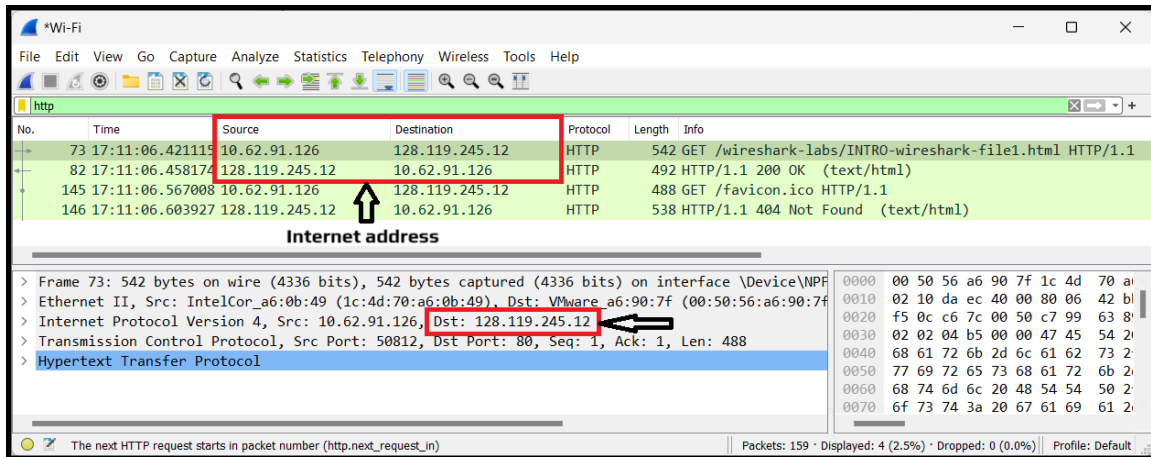 *Wi-Fi
File Edit View Go Capture Analyze Statistics Telephony Wireless Tools Help
http
No. Time Source Destination Protocol Length Info
73 17:11:06.421115 10.62.91.126 128.119.245.12 HTTP 542 GET /wireshark-labs/INTRO-wireshark-file1.html HTTP/1.1
82 17:11:06.458174 128.119.245.12 10.62.91.126 HTTP 492 HTTP/1.1 200 OK (text/html)
145 17:11:06.567008 10.62.91.126 128.119.245.12 HTTP 488 GET /favicon.ico HTTP/1.1
146 17:11:06.603927 128.119.245.12 10.62.91.126 HTTP 538 HTTP/1.1 404 Not Found (text/html)
Internet address
> Frame 73: 542 bytes on wire (4336 bits), 542 bytes captured (4336 bits) on interface \Device\NPF
> Ethernet II, Src: IntelCor_a6:0b:49 (1c:4d:70:a6:0b:49), Dst: VMware_a6:90:7f (00:50:56:a6:90:7f
> Internet Protocol Version 4, Src: 10.62.91.126, Dst: 128.119.245.12
> Transmission Control Protocol, Src Port: 50812, Dst Port: 80, Seq: 1, Ack: 1, Len: 488
> Hypertext Transfer Protocol
0000 00 50 56 a6 90 7f 1c 4d 70
0010 02 10 da ec 40 00 80 06 42
0020 f5 0c c6 7c 00 50 c7 99 63
0030 02 02 04 b5 00 00 47 45 54
0040 68 61 72 6b 2d 6c 61 62 73
0050 77 69 72 65 73 68 61 72 6b
0060 68 74 6d 6c 20 48 54 54 50
0070 6f 73 74 3a 20 67 61 69 61
The next HTTP request starts in packet number (http.next_request_in)
Packets: 159 · Displayed: 4 (2.5%) · Dropped: 0 (0.0%)
Profile: Default